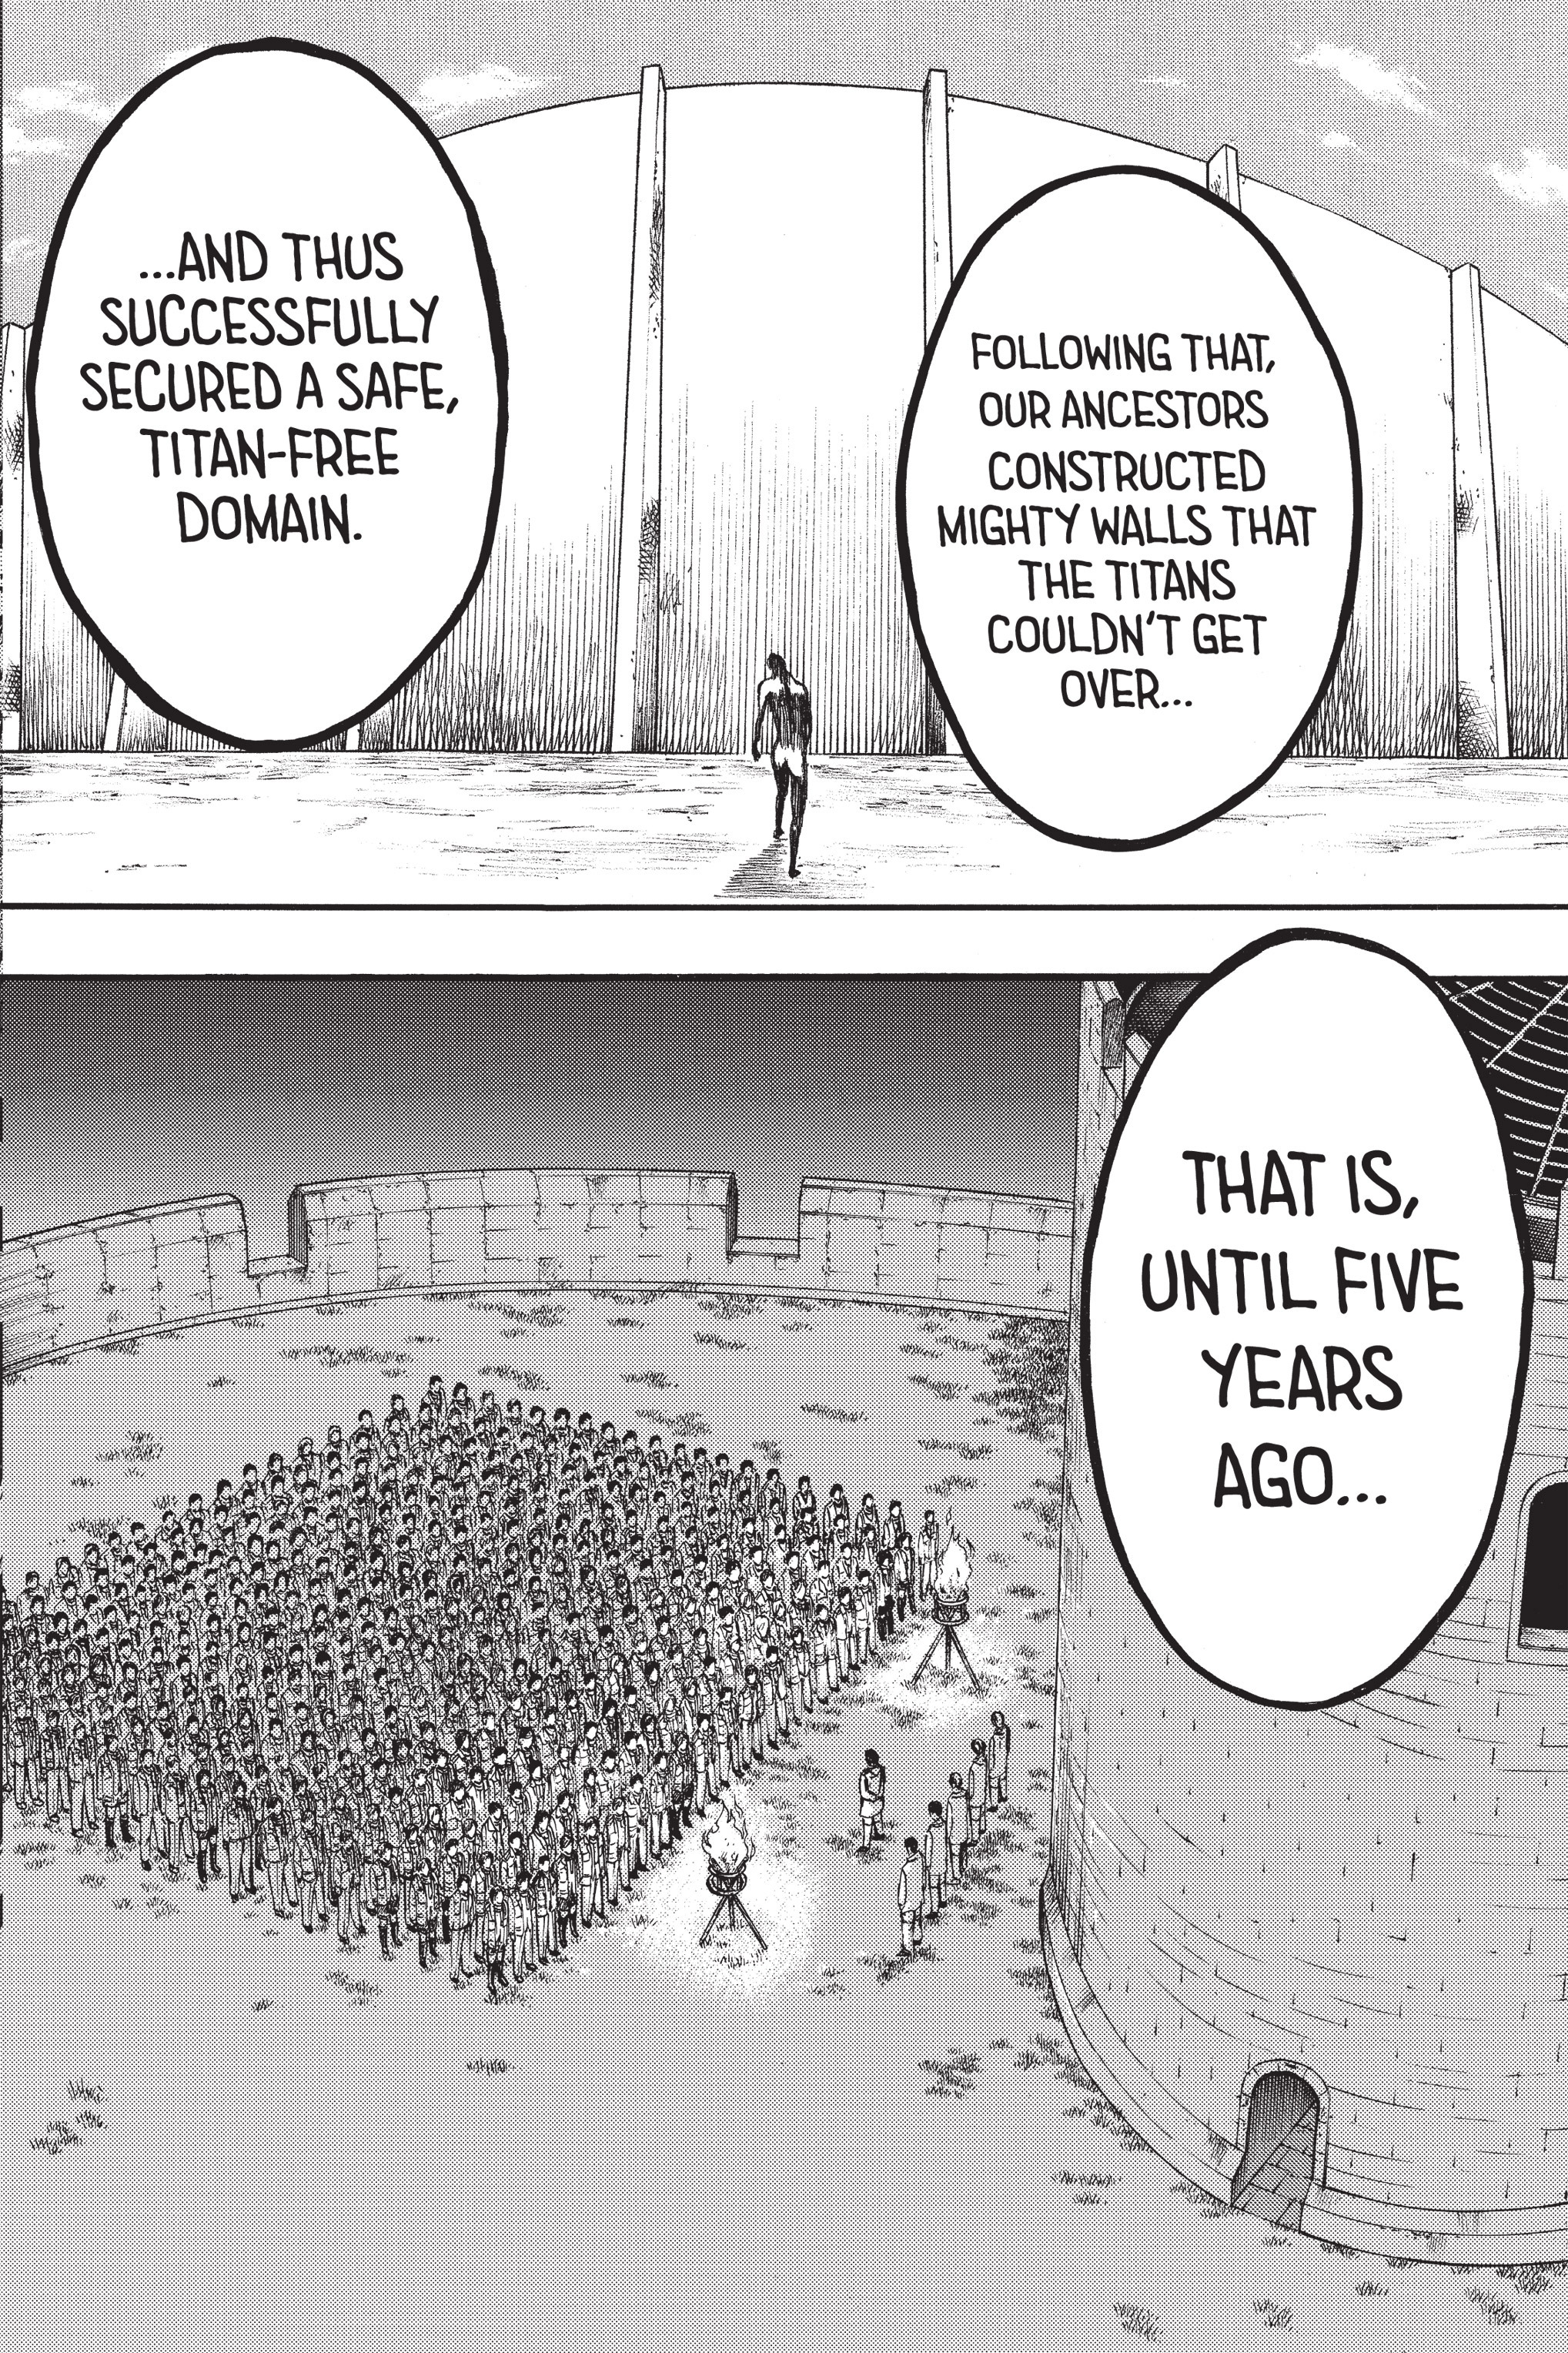 FOLLOWING THAT,
OUR ANCESTORS
CONSTRUCTED
MIGHTY WALLS THAT
THE TITANS
COULDN'T GET
OVER...
...AND THUS
SUCCESSFULLY
SECURED A SAFE,
TITAN-FREE
DOMAIN.
THAT IS,
UNTIL FIVE
YEARS
AGO...